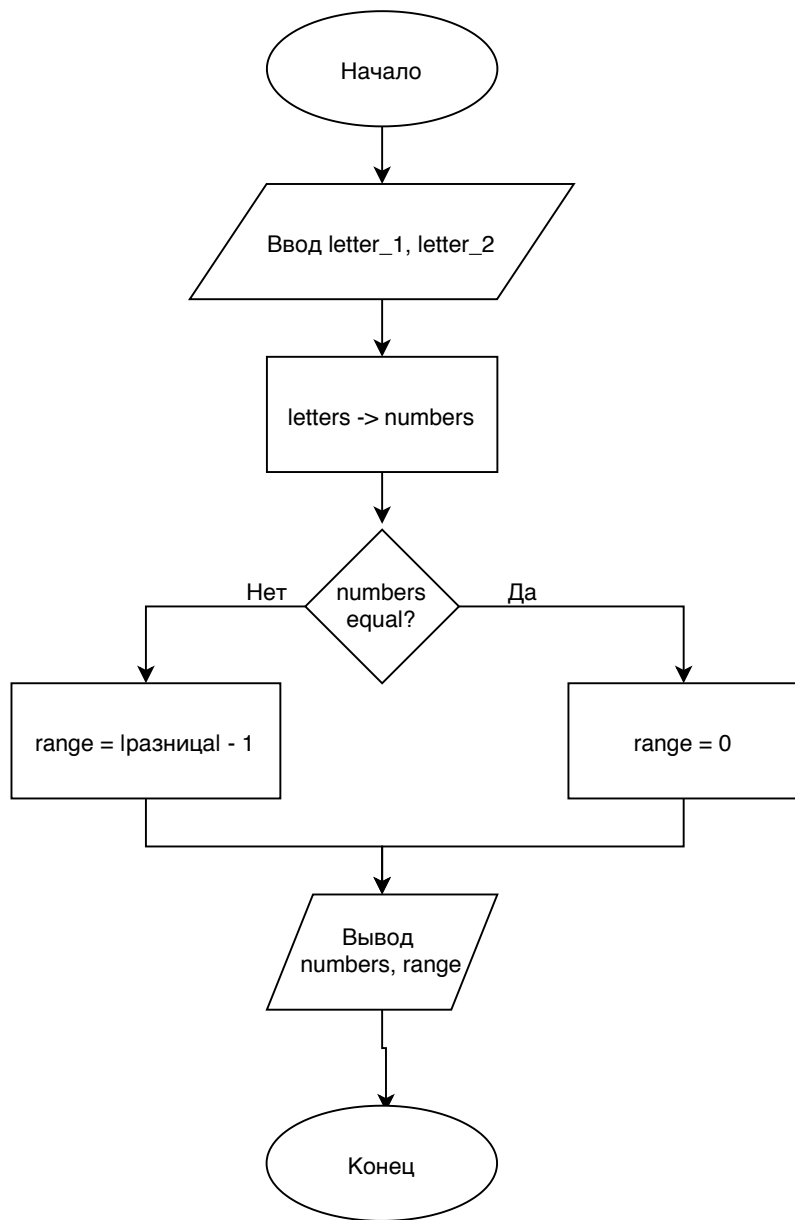 Начало
Ввод letter_1, letter_2
letters -> numbers
numbers
equal?
Нет
Да
range = |разница| - 1
range = 0
Вывод
numbers, range
Конец